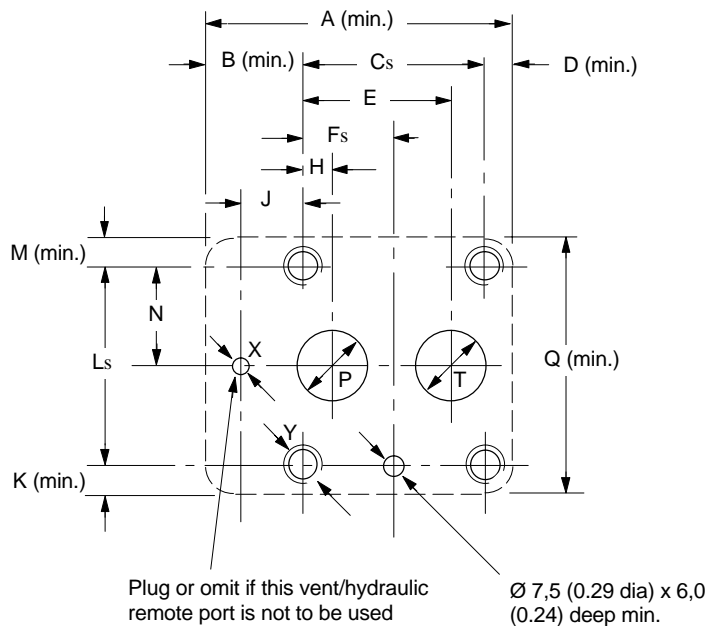 A (min.)
B (min.)
Cs
D (min.)
E
Fs
H
J
M (min.)
N
X
Ls
P
T
Q (min.)
Y
K (min.)
Plug or omit if this vent/hydraulic
remote port is not to be used
Ø 7,5 (0.29 dia) x 6,0
(0.24) deep min.